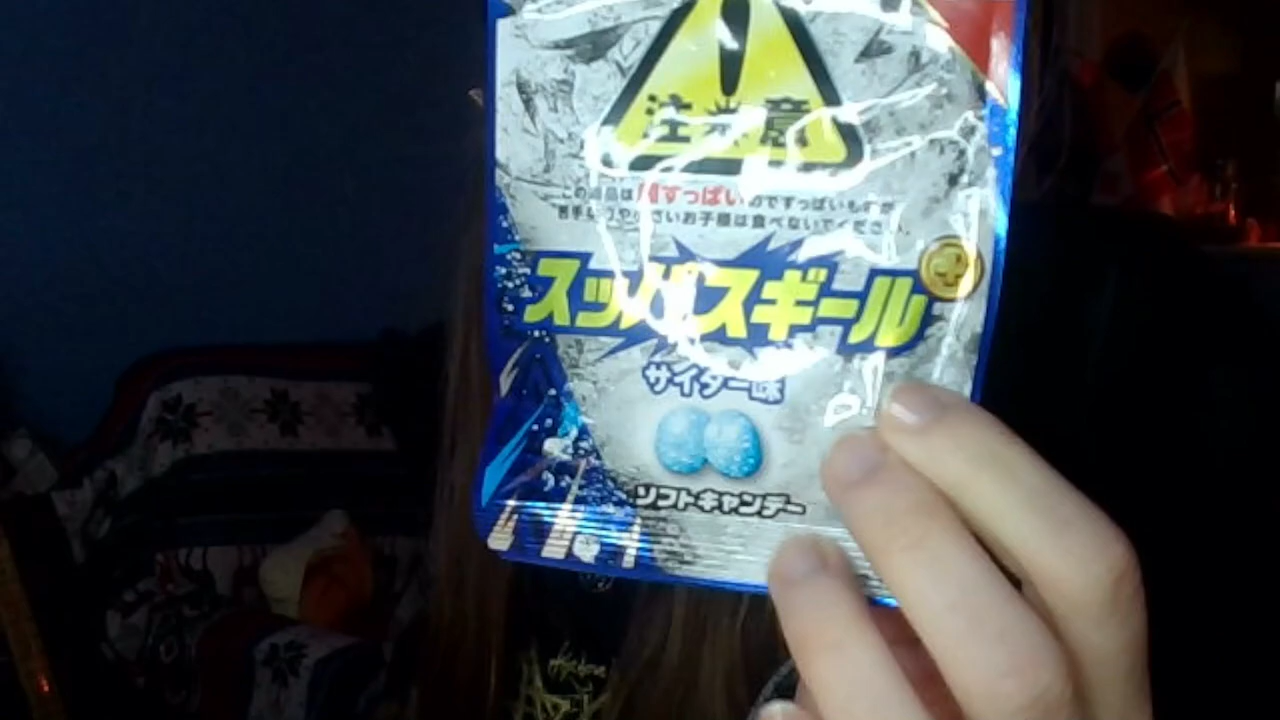 注意
この商品は超すっぱいのですっぱいものが
苦手な方や小さいお子様は食べないでください。
スッパスギール
サイダー味
ソフトキャンデー